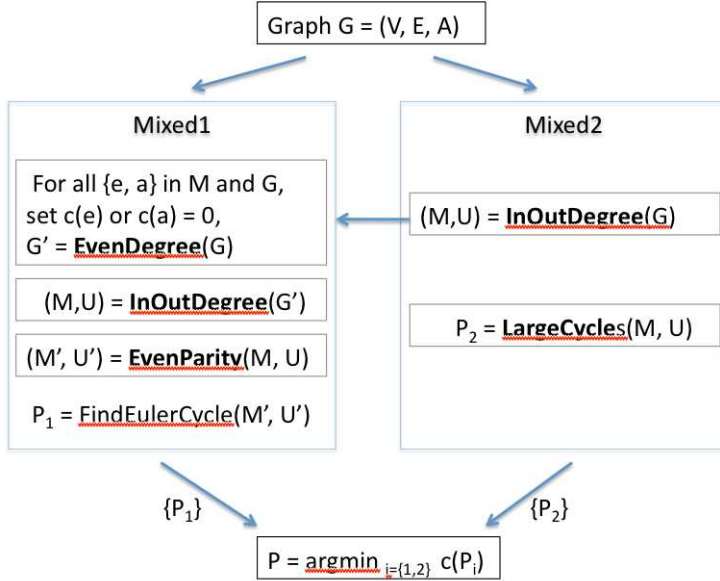 Graph G = (V, E, A)
Mixed1
For all {e, a} in M and G,
set c(e) or c(a) = 0,
G’ = EvenDegree(G)
(M,U) = InOutDegree(G’)
(M’, U’) = EvenParity(M, U)
P1 = FindEulerCycle(M’, U’)
Mixed2
(M,U) = InOutDegree(G)
P2 = LargeCycles(M, U)
{P1}
{P2}
P = argmin i={1,2} c(Pi)